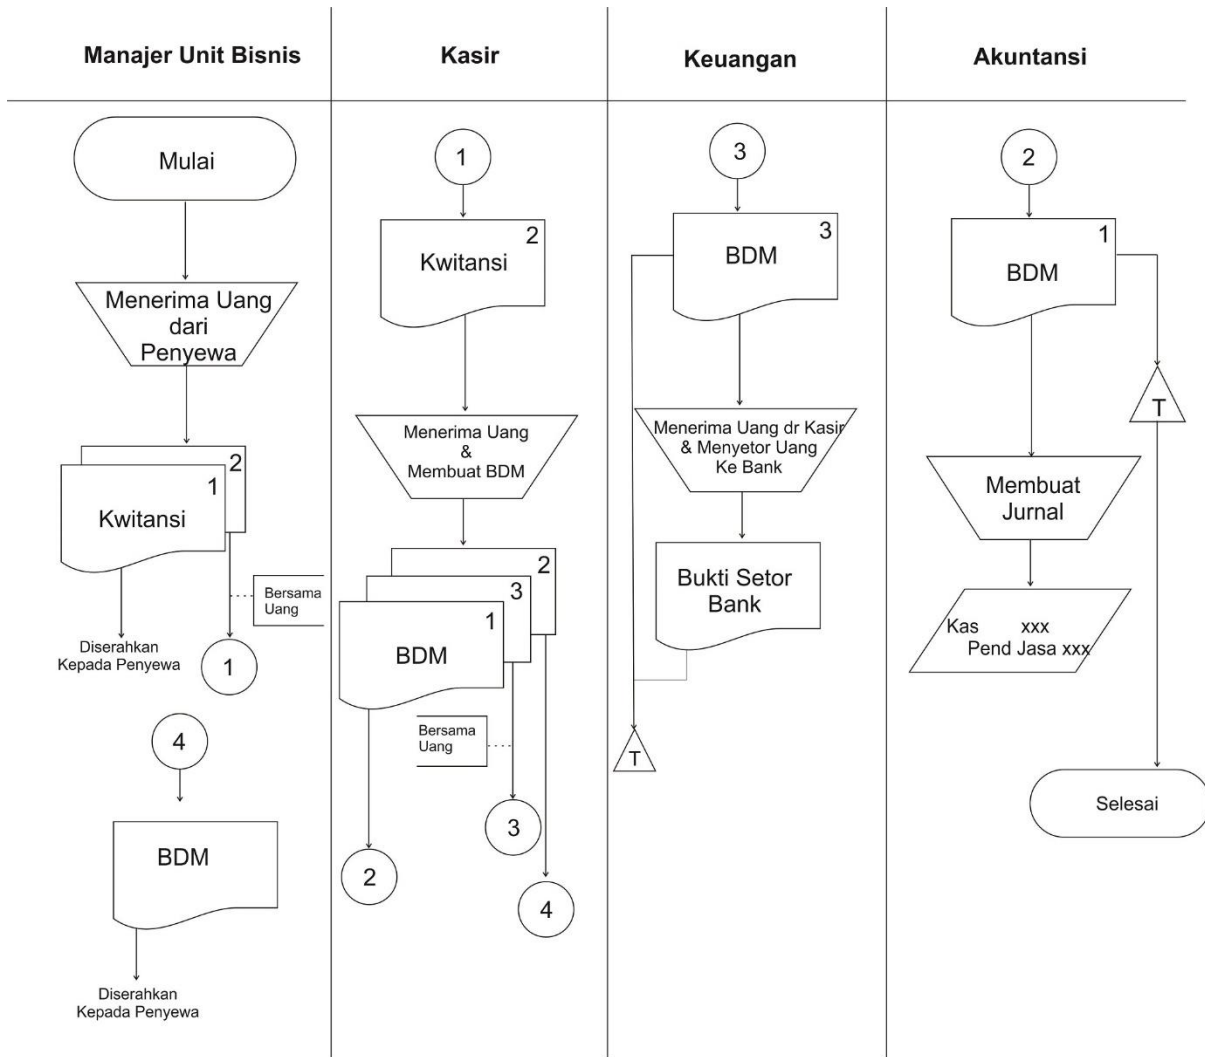 Manajer Unit Bisnis
Kasir
Keuangan
Akuntansi
Mulai
Menerima Uang
dari
Penyewa
2
1
Kwitansi
Bersama
Uang
Diserahkan
Kepada Penyewa
1
4
BDM
Diserahkan
Kepada Penyewa
1
2
Kwitansi
Menerima Uang
&
Membuat BDM
2
3
1
BDM
Bersama
Uang
3
2
4
3
3
BDM
Menerima Uang dr Kasir
& Menyetor Uang
Ke Bank
Bukti Setor
Bank
T
2
1
BDM
T
Membuat
Jurnal
Kas xxx
Pend Jasa xxx
Selesai